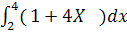 ∫₂⁴(1+4X )dx